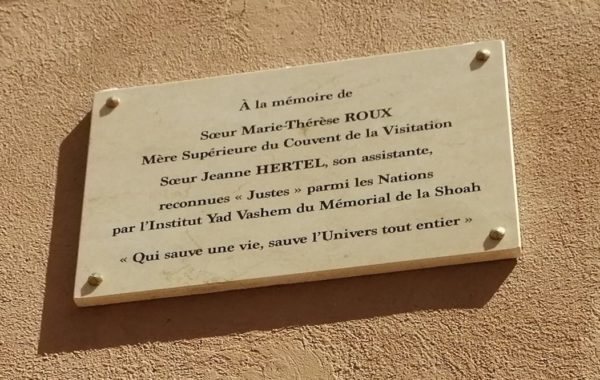 À la mémoire de
Sœur Marie-Thérèse ROUX
Mère Supérieure du Couvent de la Visitation
Sœur Jeanne HERTEL, son assistante,
reconnues « Justes » parmi les Nations
par l'Institut Yad Vashem du Mémorial de la Shoah
« Qui sauve une vie, sauve l'Univers tout entier »